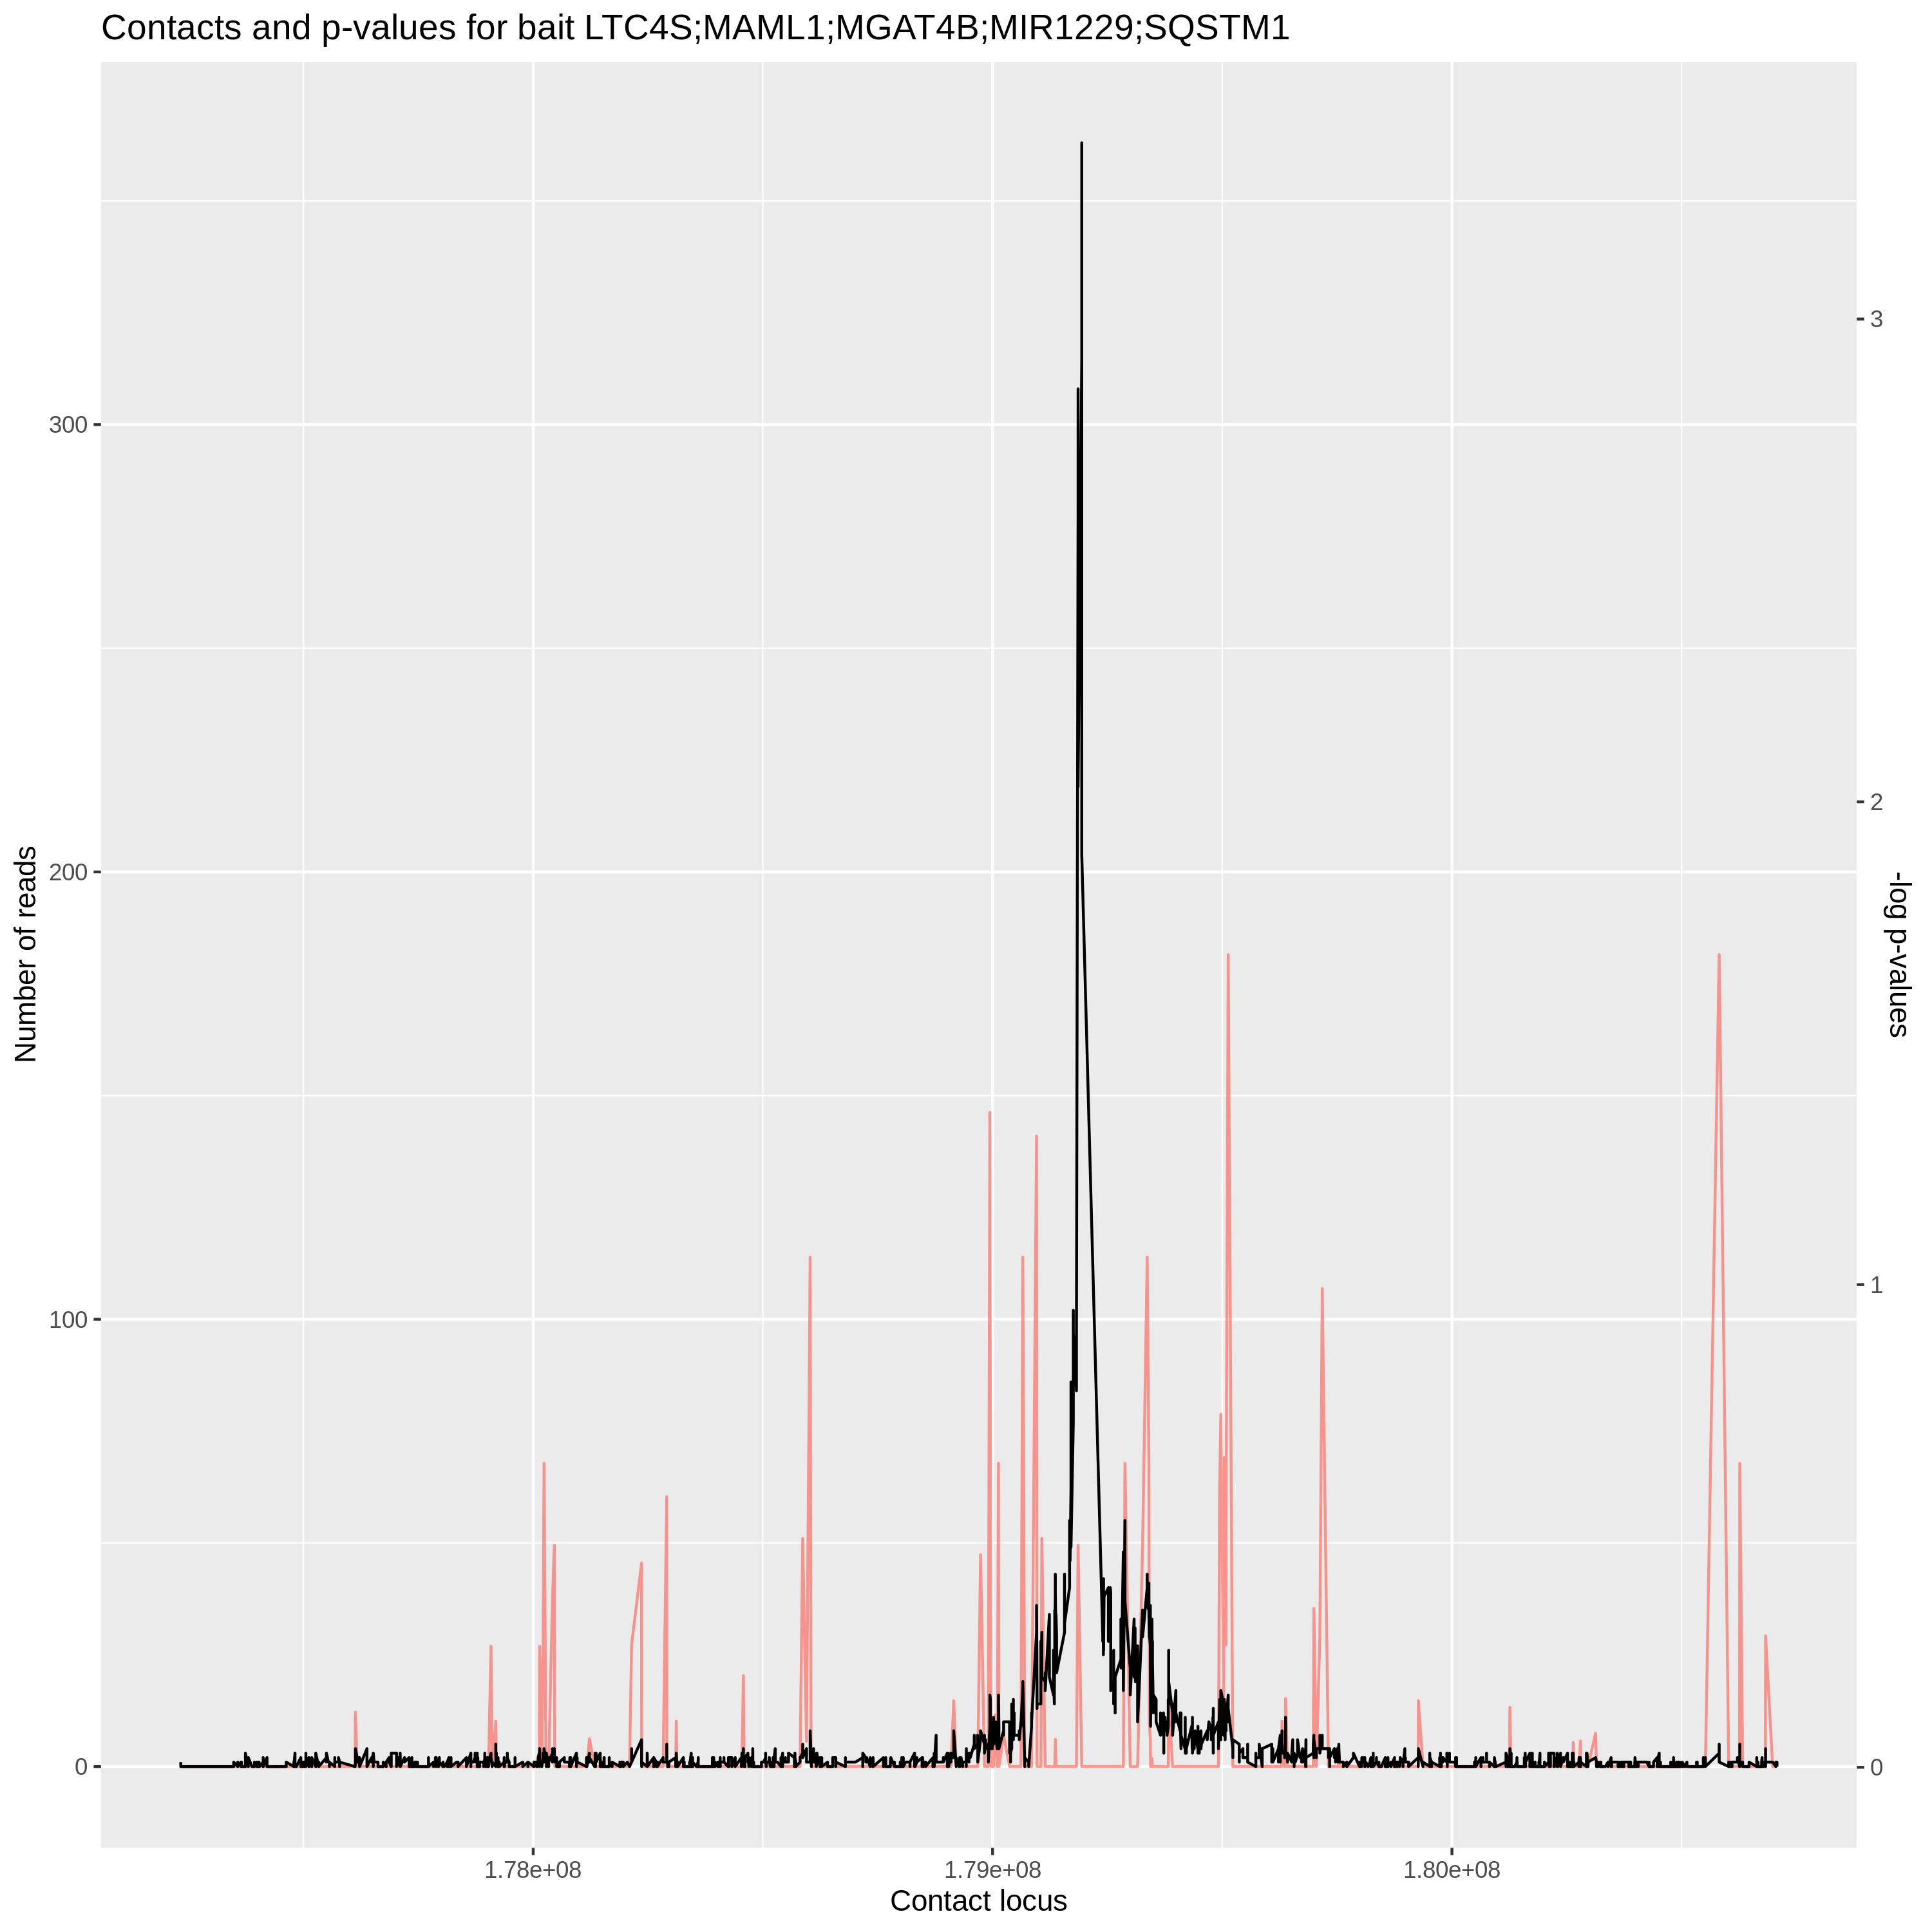 Contacts and p-values for bait LTC4S;MAML1;MGAT4B;MIR1229;SQSTM1
300
200
100
0
Number of reads
3
2
1
0
-log p-values
1.78e+08
1.79e+08
1.80e+08
Contact locus